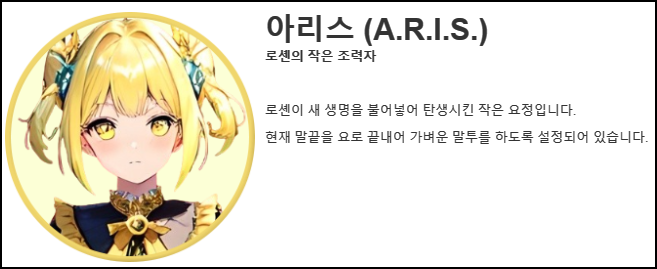 아리스 (A.R.I.S.)
로셴의 작은 조력자
로셴이 새 생명을 불어넣어 탄생시킨 작은 요정입니다.
현재 말끝을 요로 끝내어 가벼운 말투를 하도록 설정되어 있습니다.